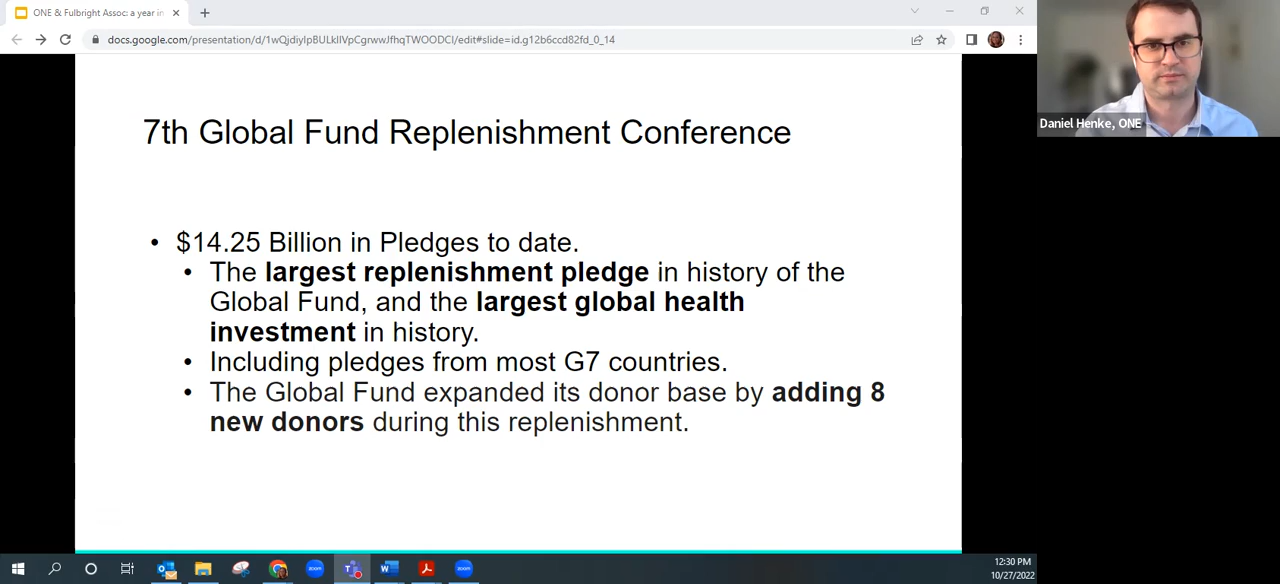 ONE & Fulbright Assoc: a year in
docs.google.com/presentation/d/1wQjdiyIpBULkIlVpCgrwwJfhqTWOODCI/edit#slide=id.g12b6ccd82fd_0_14
Daniel Henke, ONE
7th Global Fund Replenishment Conference
• $14.25 Billion in Pledges to date.
• The largest replenishment pledge in history of the
Global Fund, and the largest global health
investment in history.
• Including pledges from most G7 countries.
• The Global Fund expanded its donor base by adding 8
new donors during this replenishment.
zoom
zoom
12:30 PM
10/27/2022